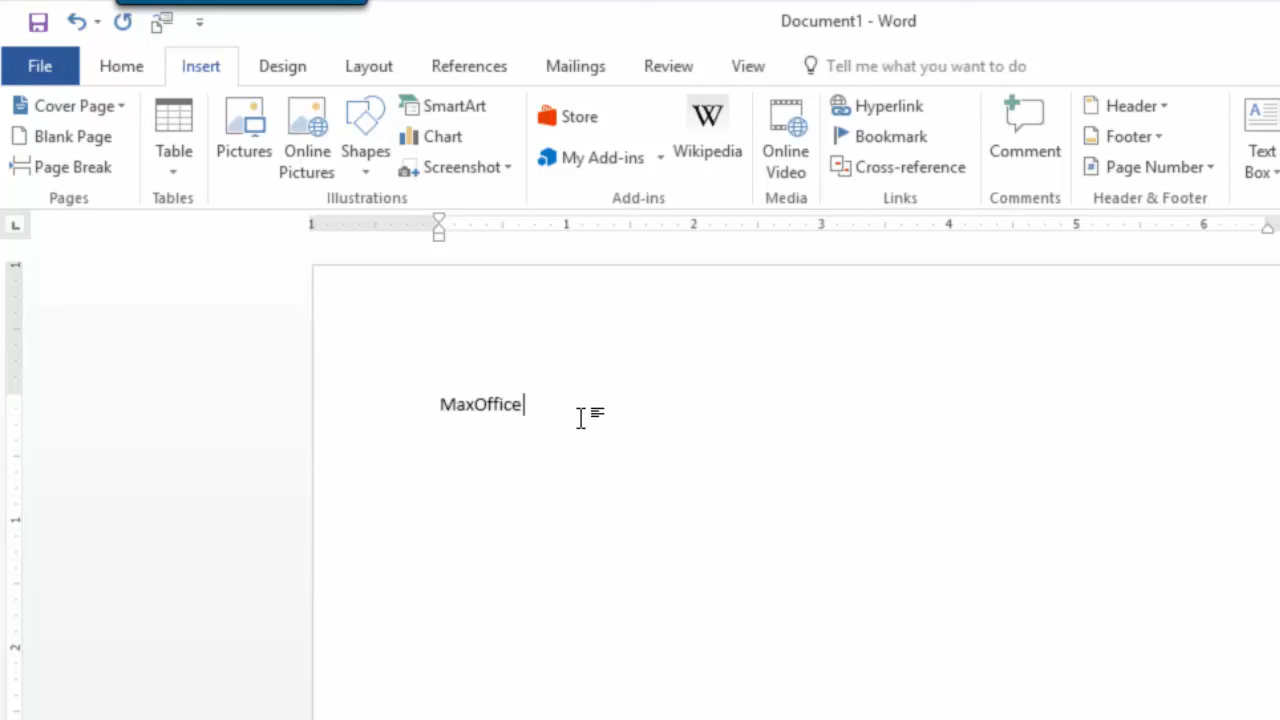 Document1 - Word
File Home Insert Design Layout References Mailings Review View Tell me what you want to do
Cover Page
Blank Page
Page Break
Pages
Table
Tables
Pictures
Online
Pictures
Shapes
SmartArt
Chart
Screenshot
Illustrations
Store
My Add-ins
W
Wikipedia
Add-ins
Online
Video
Media
Hyperlink
Bookmark
Cross-reference
Links
Comment
Comments
Header
Footer
Page Number
Header & Footer
A
Text
Box
L
1 1 2 3 4 5 6
1
1
2
MaxOffice